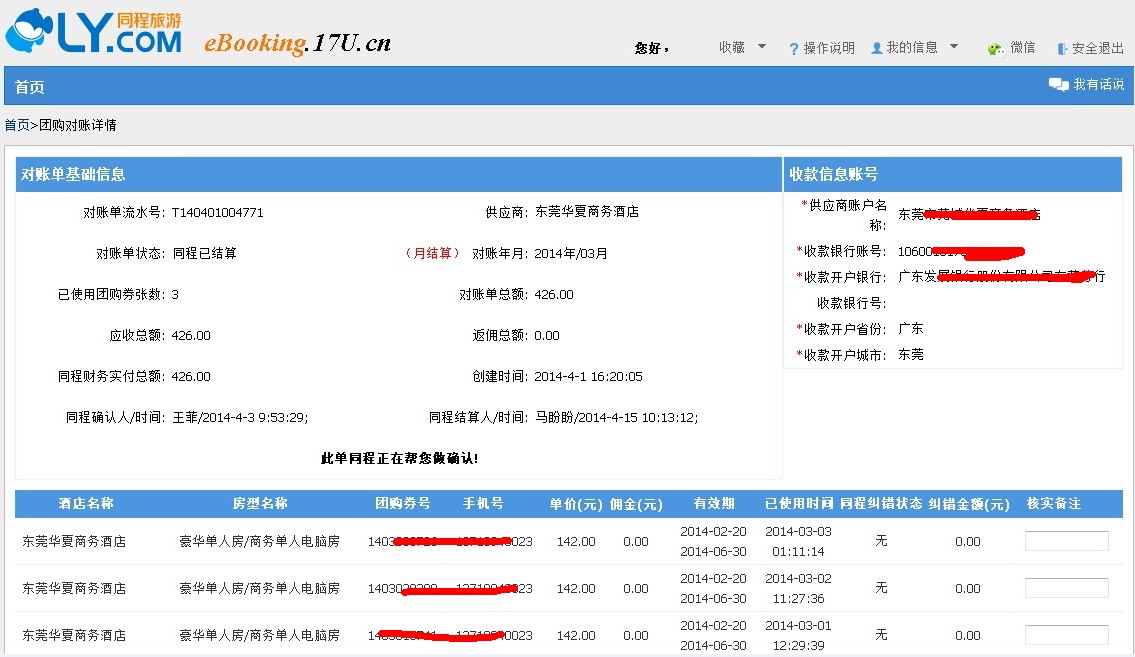 LY.COM 同程旅游
eBooking.17U.cn
您好， 收藏 ? 操作说明 我的信息 微信 安全退出
首页 我有话说
首页>团购对账详情
对账单基础信息
对账单流水号: T140401004771 供应商: 东莞华夏商务酒店
对账单状态: 同程已结算 （月结算） 对账年月: 2014年/03月
已使用团购券张数: 3 对账单总额: 426.00
应收总额: 426.00 返佣总额: 0.00
同程财务实付总额: 426.00 创建时间: 2014-4-1 16:20:05
同程确认人/时间: 王菲/2014-4-3 9:53:29; 同程结算人/时间: 马盼盼/2014-4-15 10:13:12;
此单同程正在帮您做确认!
收款信息账号
*供应商账户名
称: 东莞 店
*收款银行账号: 10600
*收款开户银行: 广东发 行
收款银行号:
*收款开户省份: 广东
*收款开户城市: 东莞
酒店名称 房型名称 团购券号 手机号 单价(元) 佣金(元) 有效期 已使用时间 同程纠错状态 纠错金额(元) 核实备注
东莞华夏商务酒店 豪华单人房/商务单人电脑房 1403 023 142.00 0.00 2014-02-20 2014-03-03 无 0.00
2014-06-30 01:11:14
东莞华夏商务酒店 豪华单人房/商务单人电脑房 1403 023 142.00 0.00 2014-02-20 2014-03-02 无 0.00
2014-06-30 11:27:36
东莞华夏商务酒店 豪华单人房/商务单人电脑房 0023 142.00 0.00 2014-02-20 2014-03-01 无 0.00
2014-06-30 12:29:39